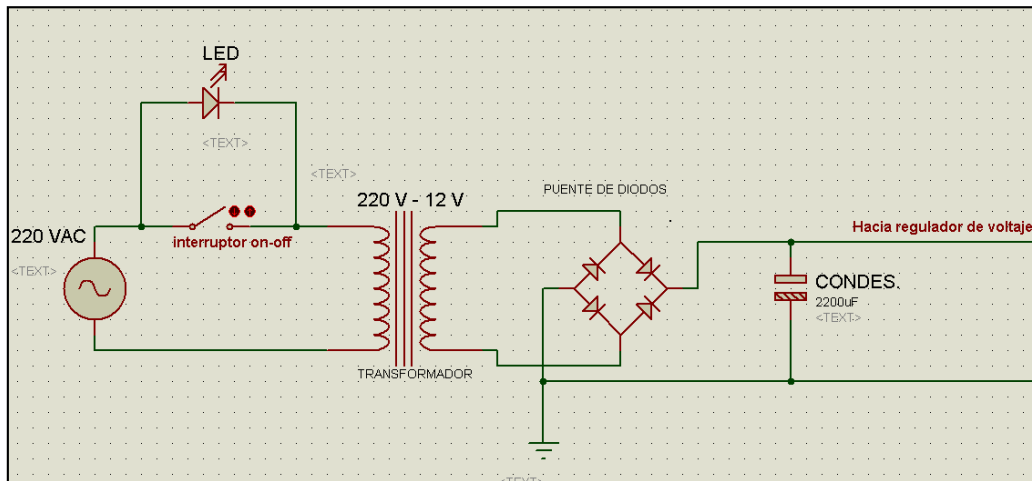 LED
<TEXT>
<TEXT>
220 V - 12 V
PUENTE DE DIODOS
220 VAC
<TEXT>
interruptor on-off
Hacia regulador de voltaje
CONDES.
2200uF
<TEXT>
TRANSFORMADOR
<TEXT>